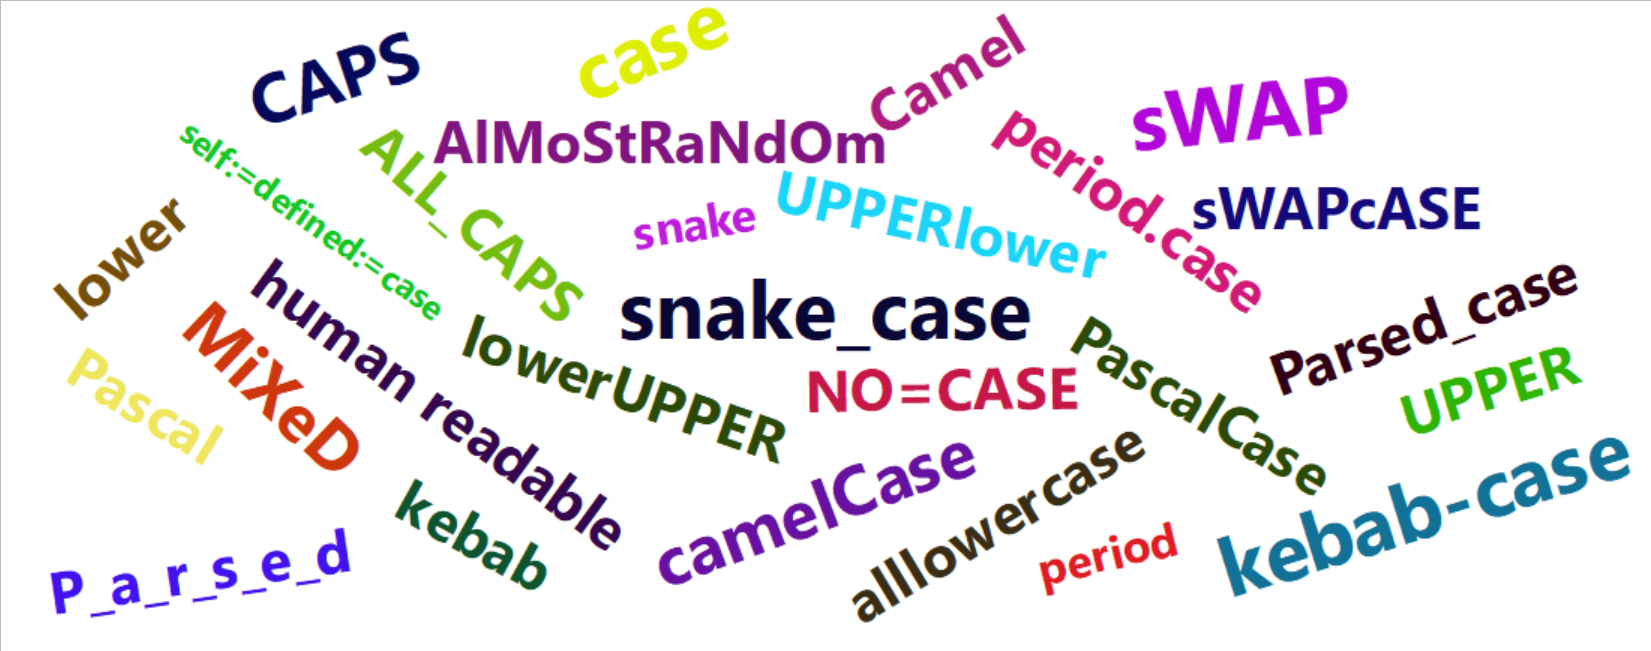 CAPS
case
Camel
sWAP
AlMoStRaNdOm
self:=defined:=case
ALL_CAPS
period.case
snake
UPPERlower
sWAPcASE
lower
human readable
snake_case
Parsed_case
MiXeD
lowerUPPER
NO=CASE
PascalCase
UPPER
Pascal
kebab
camelCase
alllowercase
kebab-case
period
P_a_r_s_e_d